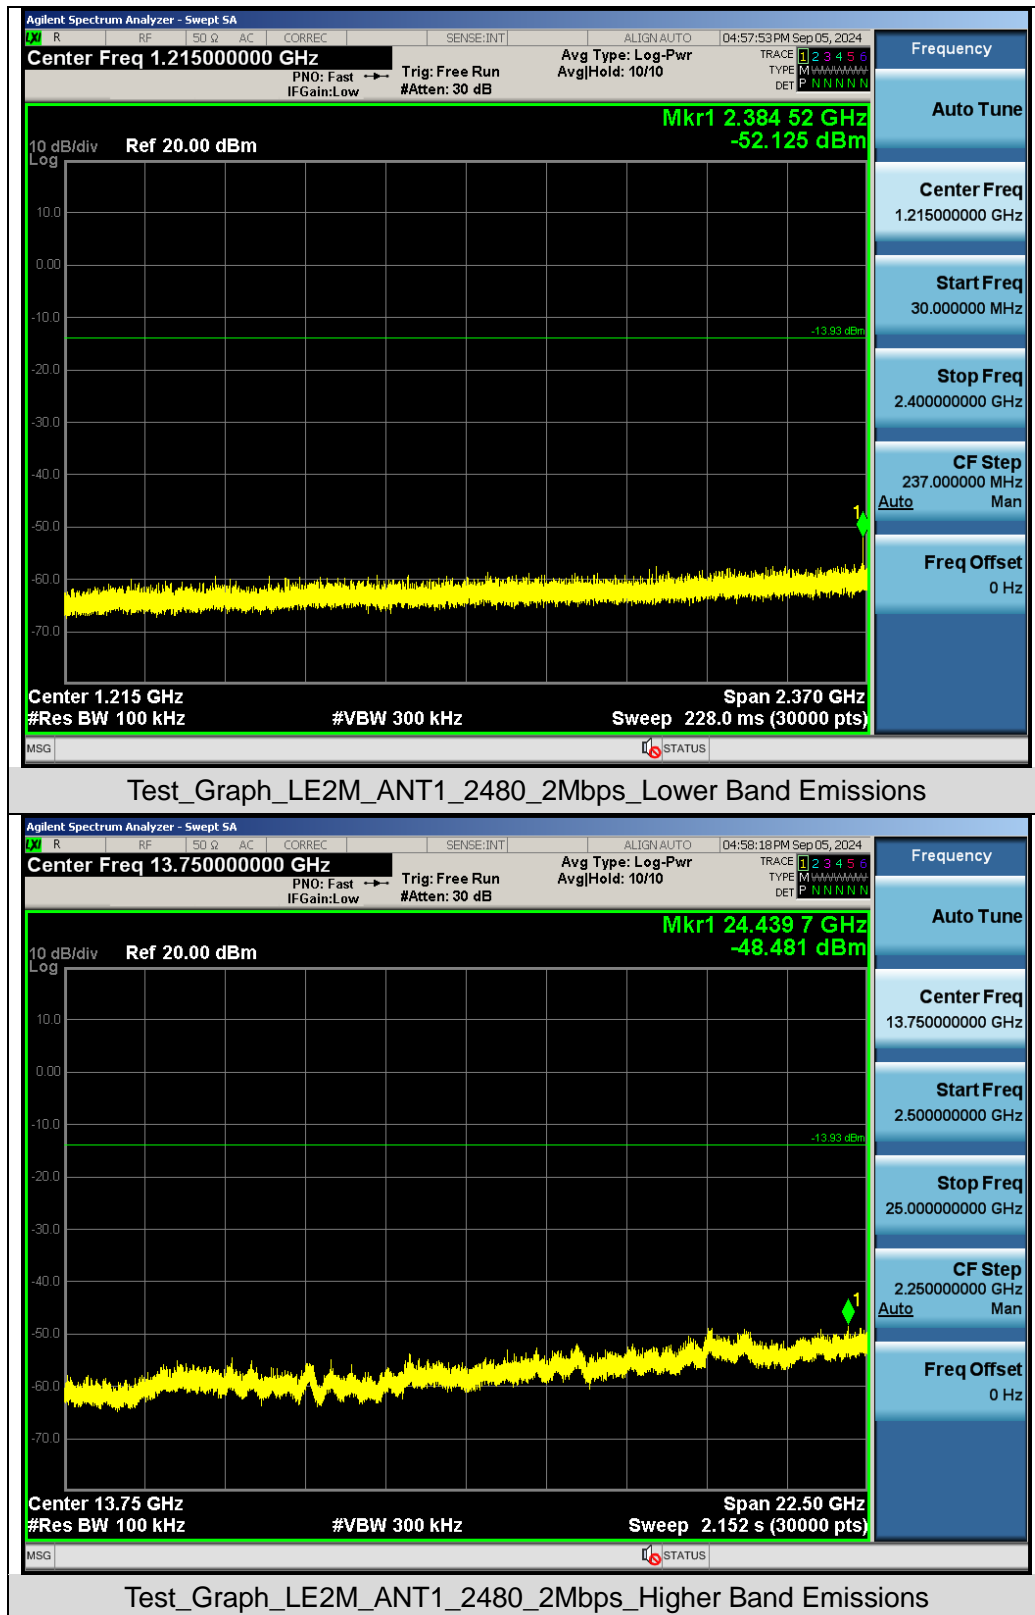 Agilent Spectrum Analyzer - Swept SA
LXI R RF 50 Ω AC CORREC SENSE:INT ALIGN AUTO 04:57:53 PM Sep 05, 2024
Center Freq 1.215000000 GHz
PNO: Fast
IFGain:Low
Trig: Free Run
#Atten: 30 dB
Avg Type: Log-Pwr
Avg|Hold: 10/10
TRACE 1 2 3 4 5 6
TYPE M
DET P N N N N N
Frequency
Auto Tune
Center Freq
1.215000000 GHz
Start Freq
30.000000 MHz
Stop Freq
2.400000000 GHz
CF Step
237.000000 MHz
Auto Man
Freq Offset
0 Hz
Mkr1 2.384 52 GHz
-52.125 dBm
10 dB/div Ref 20.00 dBm
Log
10.0
0.00
-10.0
-13.93 dBm
-20.0
-30.0
-40.0
1
-50.0
-60.0
-70.0
Center 1.215 GHz Span 2.370 GHz
#Res BW 100 kHz #VBW 300 kHz Sweep 228.0 ms (30000 pts)
MSG STATUS
Test_Graph_LE2M_ANT1_2480_2Mbps_Lower Band Emissions
Agilent Spectrum Analyzer - Swept SA
LXI R RF 50 Ω AC CORREC SENSE:INT ALIGN AUTO 04:58:18 PM Sep 05, 2024
Center Freq 13.750000000 GHz
PNO: Fast
IFGain:Low
Trig: Free Run
#Atten: 30 dB
Avg Type: Log-Pwr
Avg|Hold: 10/10
TRACE 1 2 3 4 5 6
TYPE M
DET P N N N N N
Frequency
Auto Tune
Center Freq
13.750000000 GHz
Start Freq
2.500000000 GHz
Stop Freq
25.000000000 GHz
CF Step
2.250000000 GHz
Auto Man
Freq Offset
0 Hz
Mkr1 24.439 7 GHz
-48.481 dBm
10 dB/div Ref 20.00 dBm
Log
10.0
0.00
-10.0
-13.93 dBm
-20.0
-30.0
-40.0
1
-50.0
-60.0
-70.0
Center 13.75 GHz Span 22.50 GHz
#Res BW 100 kHz #VBW 300 kHz Sweep 2.152 s (30000 pts)
MSG STATUS
Test_Graph_LE2M_ANT1_2480_2Mbps_Higher Band Emissions